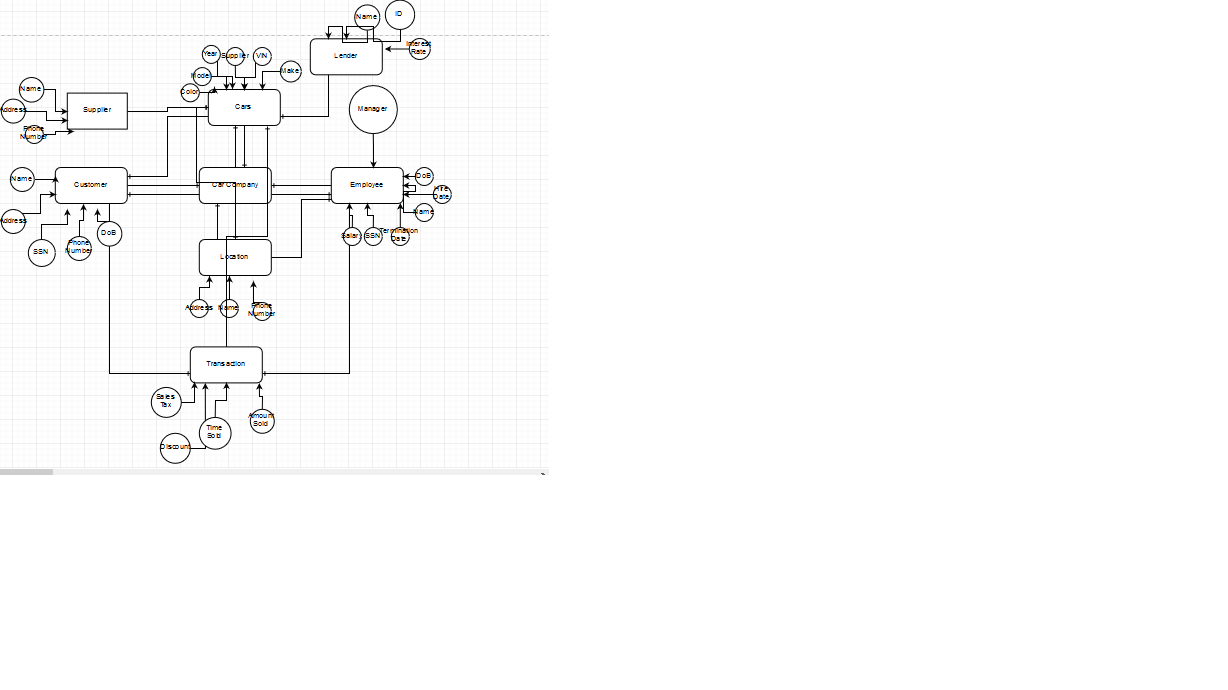 Name
ID
Interest
Rate
Lender
Year
Supplier
VIN
Model
Make
Color
Cars
Name
Address
Phone
Number
Supplier
Manager
Name
Address
SSN
Phone
Number
DoB
Customer
Car Company
Employee
DoB
Hire
Date
Name
Salary
SSN
Termination
Date
Location
Address
Name
Phone
Number
Transaction
Sales
Tax
Time
Sold
Amount
Sold
Discount